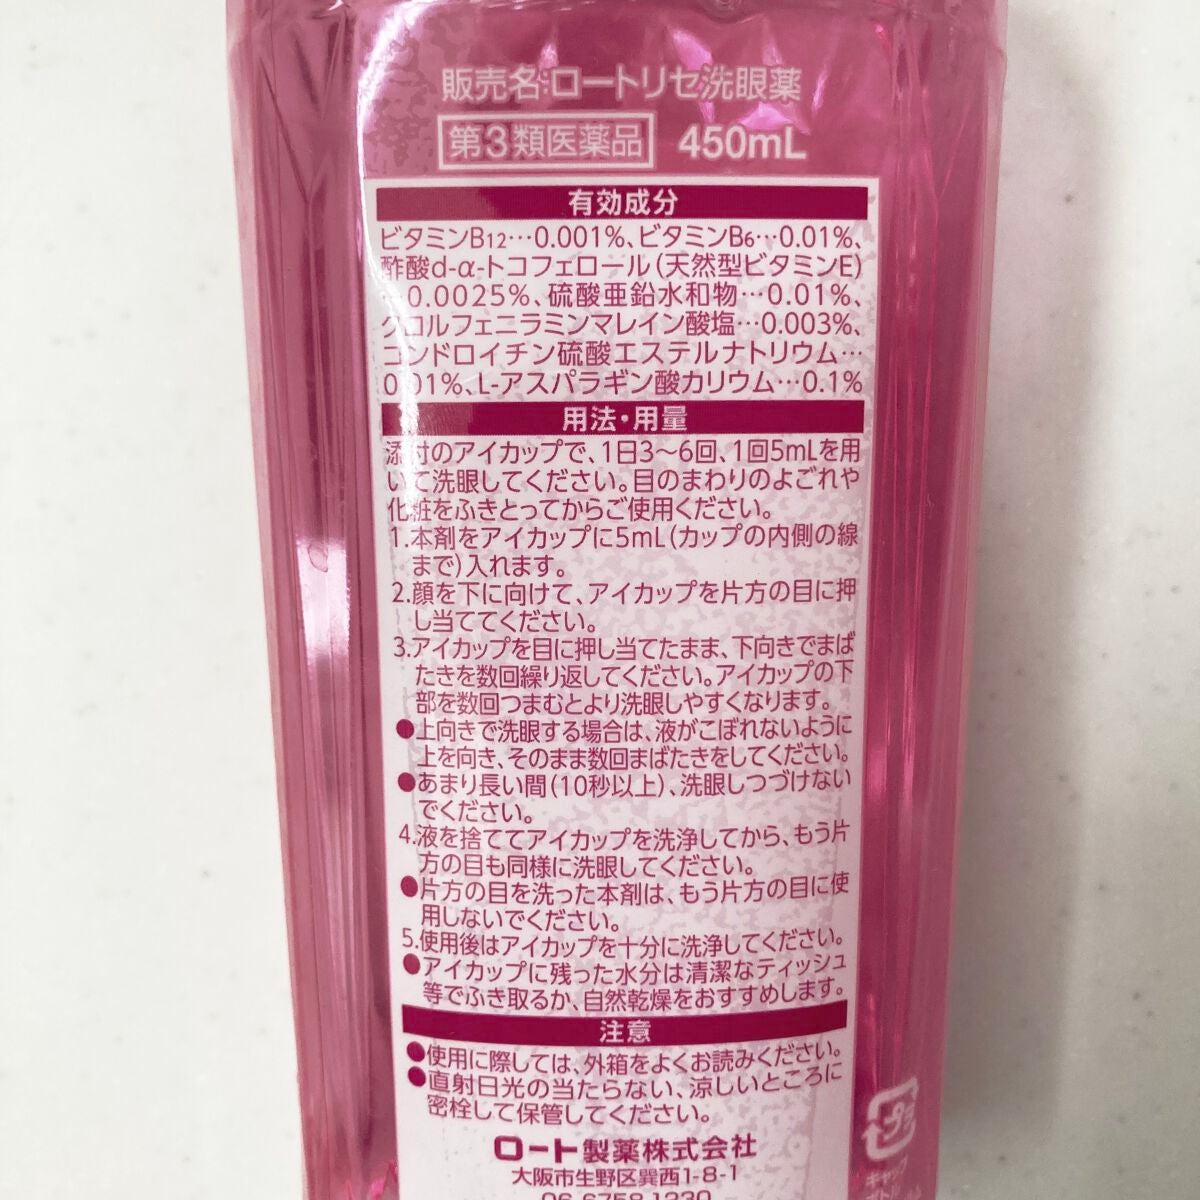 販売名:ロートリセ洗眼薬
第3類医薬品 450mL
有効成分
ビタミンB12…0.001%、ビタミンB6…0.01%、
酢酸d-α-トコフェロール(天然型ビタミンE)
…0.0025%、硫酸亜鉛水和物…0.01%、
クロルフェニラミンマレイン酸塩…0.003%、
コンドロイチン硫酸エステルナトリウム…
0.01%、L-アスパラギン酸カリウム…0.1%
用法・用量
添付のアイカップで、1日3〜6回、1回5mLを用
いて洗眼してください。目のまわりのよごれや
化粧をふきとってからご使用ください。
1.本剤をアイカップに5mL(カップの内側の線
まで)入れます。
2.顔を下に向けて、アイカップを片方の目に押
し当ててください。
3.アイカップを目に押し当てたまま、下向きでまば
たきを数回繰り返してください。アイカップの下
部を数回つまむとより洗眼しやすくなります。
●上向きで洗眼する場合は、液がこぼれないように
上を向き、そのまま数回まばたきをしてください。
●あまり長い間(10秒以上)、洗眼しつづけない
でください。
4.液を捨ててアイカップを洗浄してから、もう片
方の目も同様に洗眼してください。
●片方の目を洗った本剤は、もう片方の目に使
用しないでください。
5.使用後はアイカップを十分に洗浄してください。
●アイカップに残った水分は清潔なティッシュ
等でふき取るか、自然乾燥をおすすめします。
注意
●使用に際しては、外箱をよくお読みください。
●直射日光の当たらない、涼しいところに
密栓して保管してください。
ロート製薬株式会社
大阪市生野区巽西1-8-1
06-6758-1230
プラ
キャップ